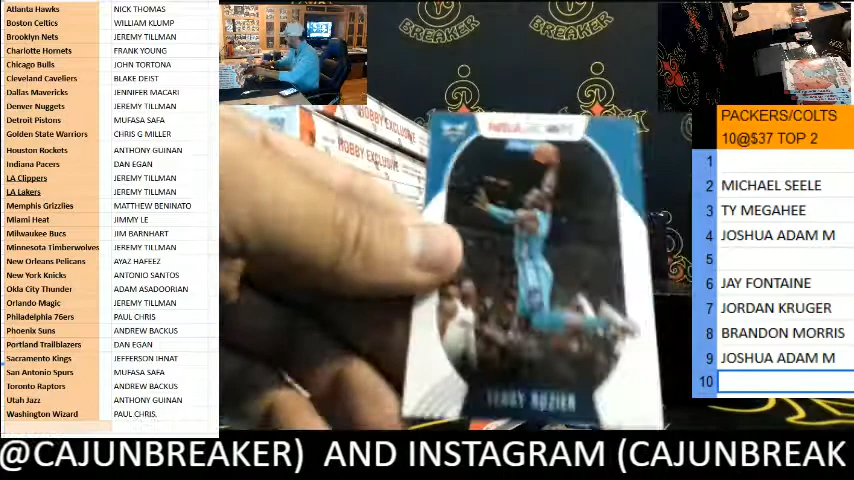 Atlanta Hawks NICK THOMAS
Boston Celtics WILLIAM KLUMP
Brooklyn Nets JEREMY TILLMAN
Charlotte Hornets FRANK YOUNG
Chicago Bulls JOHN TORTONA
Cleveland Cavaliers BLAKE DEIST
Dallas Mavericks JENNIFER MACARI
Denver Nuggets JEREMY TILLMAN
Detroit Pistons MUFASA SAFA
Golden State Warriors CHRIS G MILLER
Houston Rockets ANTHONY GUINAN
Indiana Pacers DAN EGAN
LA Clippers JEREMY TILLMAN
LA Lakers JEREMY TILLMAN
Memphis Grizzlies MATTHEW BENINATO
Miami Heat JIMMY LE
Milwaukee Bucs JIM BARNHART
Minnesota Timberwolves JEREMY TILLMAN
New Orleans Pelicans AYAZ HAFEEZ
New York Knicks ANTONIO SANTOS
Okla City Thunder ADAM ASADOORIAN
Orlando Magic JEREMY TILLMAN
Philadelphia 76ers PAUL CHRIS
Phoenix Suns ANDREW BACKUS
Portland Trailblazers DAN EGAN
Sacramento Kings JEFFERSON IHNAT
San Antonio Spurs MUFASA SAFA
Toronto Raptors ANDREW BACKUS
Utah Jazz ANTHONY GUINAN
Washington Wizard PAUL CHRIS.
BREAKER
BREAKER
HOBBY EXCLUSIVE
HOBBY EXCLUSIVE
NBA HOOPS
TERRY ROZIER
PACKERS/COLTS
10@$37 TOP 2
1
2 MICHAEL SEELE
3 TY MEGAHEE
4 JOSHUA ADAM M
5
6 JAY FONTAINE
7 JORDAN KRUGER
8 BRANDON MORRIS
9 JOSHUA ADAM M
10
@CAJUNBREAKER) AND INSTAGRAM (CAJUNBREAK